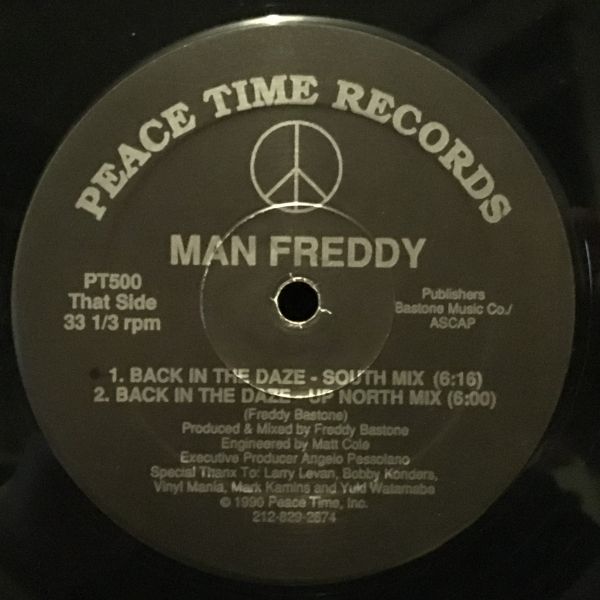 PEACE TIME RECORDS
MAN FREDDY
PT500
That Side
33 1/3 rpm
Publishers
Bastone Music Co./
ASCAP
1. BACK IN THE DAZE - SOUTH MIX (6:16)
2. BACK IN THE DAZE - UP NORTH MIX (6:00)
(Freddy Bastone)
Produced & Mixed by Freddy Bastone
Engineered by Matt Cole
Executive Producer Angelo Pessolano
Special Thanx To: Larry Levan, Bobby Konders,
Vinyl Mania, Mark Kamins and Yuki Watamabe
© 1990 Peace Time, Inc.
212-829-2874